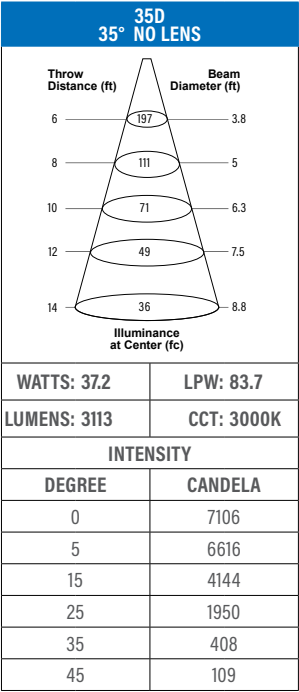 35D
35° NO LENS
Throw Distance (ft)
Beam Diameter (ft)
6 197 3.8
8 111 5
10 71 6.3
12 49 7.5
14 36 8.8
Illuminance
at Center (fc)
WATTS: 37.2 LPW: 83.7
LUMENS: 3113 CCT: 3000K
INTENSITY
DEGREE CANDELA
0 7106
5 6616
15 4144
25 1950
35 408
45 109